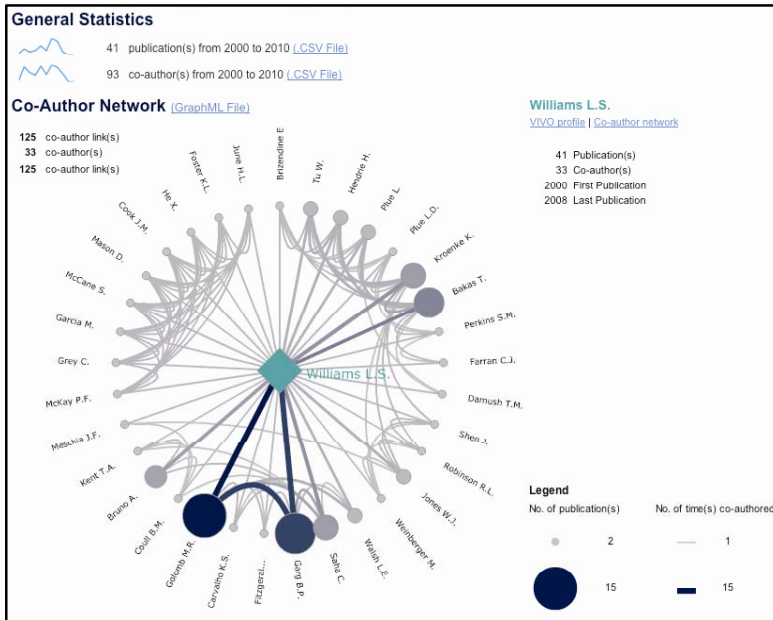 General Statistics
41 publication(s) from 2000 to 2010 (.CSV File)
93 co-author(s) from 2000 to 2010 (.CSV File)
Co-Author Network (GraphML File)
125 co-author link(s)
33 co-author(s)
125 co-author link(s)
Williams L.S.
VIVO profile | Co-author network
41 Publication(s)
33 Co-author(s)
2000 First Publication
2008 Last Publication
Brizendine E
Tu W.
Hendrie H.
Plue L.
Plue L.D.
Kroenke K.
Bakas T.
Perkins S.M.
Farran C.J.
Damush T.M.
Shen J.
Robinson R.L.
Jones W.J.
Weinberger M.
Walsh L.E.
Saha C.
Garg B.P.
Fitzgeral...
Carvalho K.S.
Golomb M.R.
Coull B.M.
Bruno A.
Kent T.A.
Meschia J.F.
McKay P.F.
Grey C.
Garcia M.
McCane S.
Mason D.
Cook J.M.
He X.
Foster K.L.
June H.L.
Williams L.S.
Legend
No. of publication(s) No. of time(s) co-authored
2 1
15 15